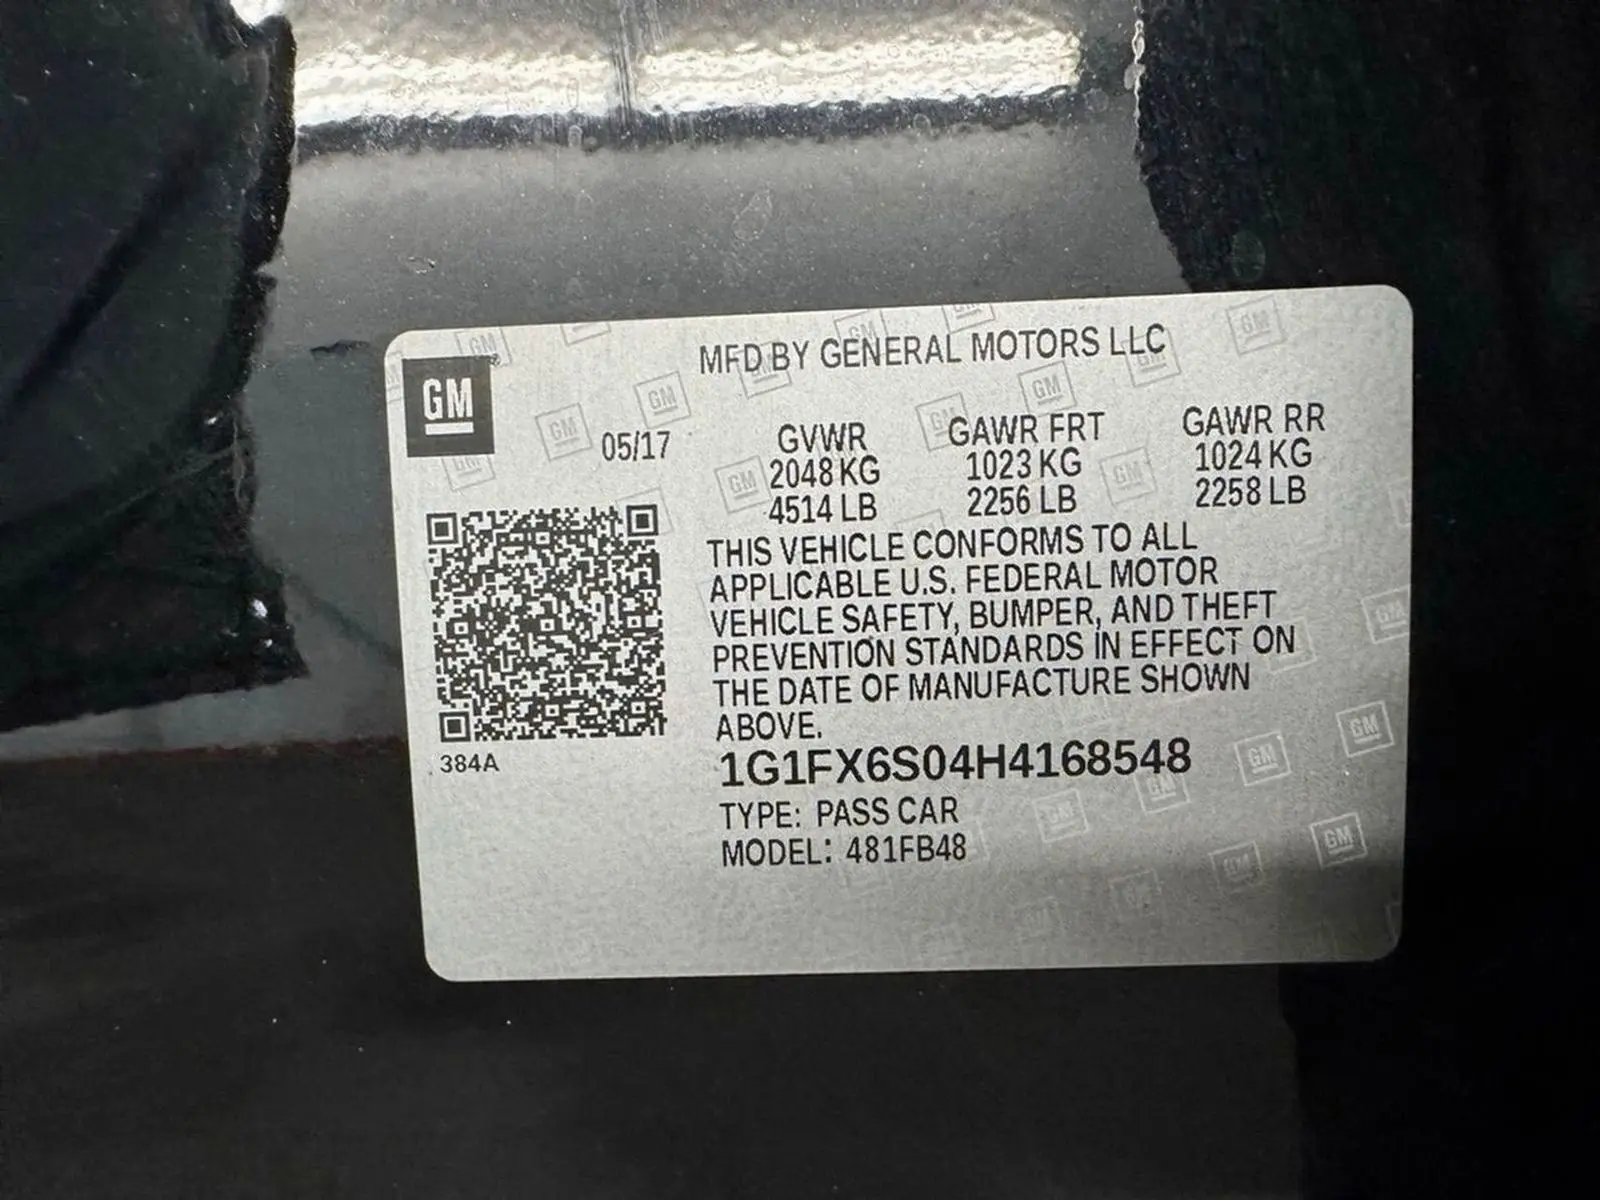 MFD BY GENERAL MOTORS LLC
GM
05/17
GVWR GAWR FRT GAWR RR
2048 KG 1023 KG 1024 KG
4514 LB 2256 LB 2258 LB
THIS VEHICLE CONFORMS TO ALL
APPLICABLE U.S. FEDERAL MOTOR
VEHICLE SAFETY, BUMPER, AND THEFT
PREVENTION STANDARDS IN EFFECT ON
THE DATE OF MANUFACTURE SHOWN
ABOVE.
384A
1G1FX6S04H4168548
TYPE: PASS CAR
MODEL: 481FB48